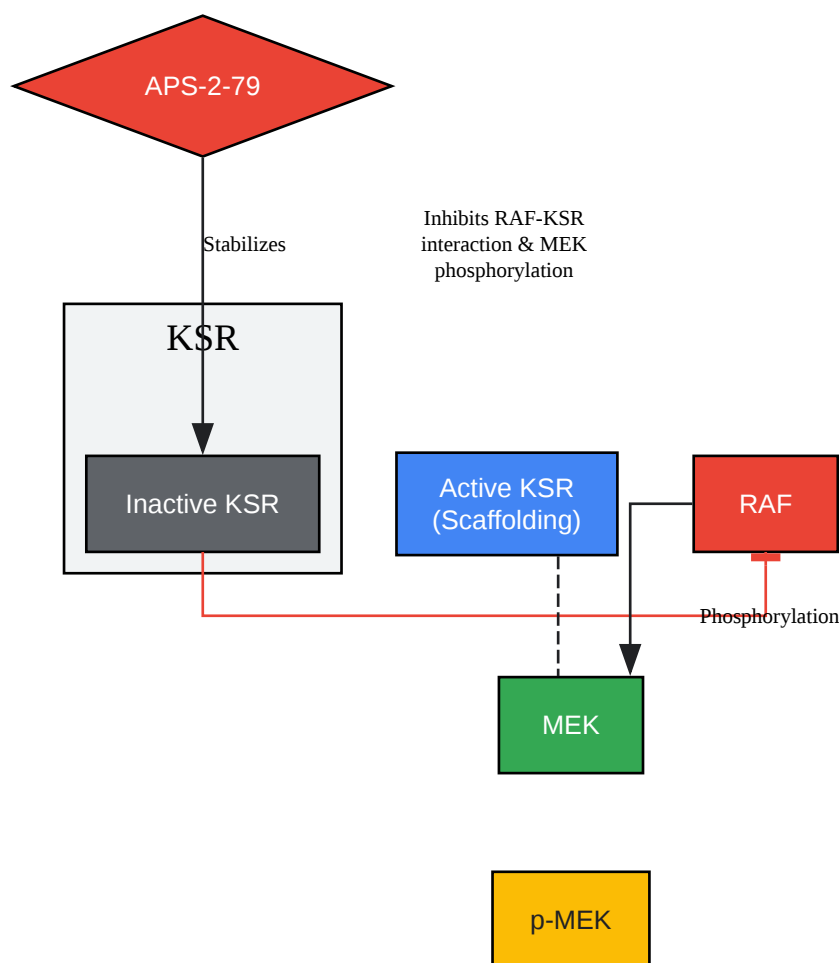 APS-2-79
Inhibits RAF-KSR
interaction & MEK
phosphorylation
Stabilizes
KSR
Inactive KSR
Active KSR
(Scaffolding)
RAF
Phosphorylation
MEK
p-MEK